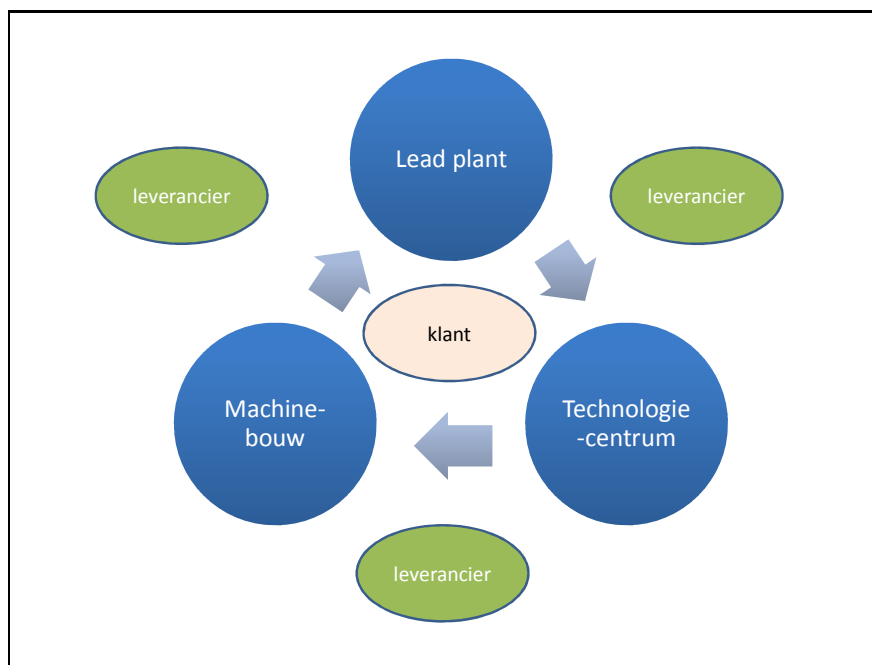 Lead plant
leverancier
leverancier
klant
Machine-
bouw
Technologie
-centrum
leverancier